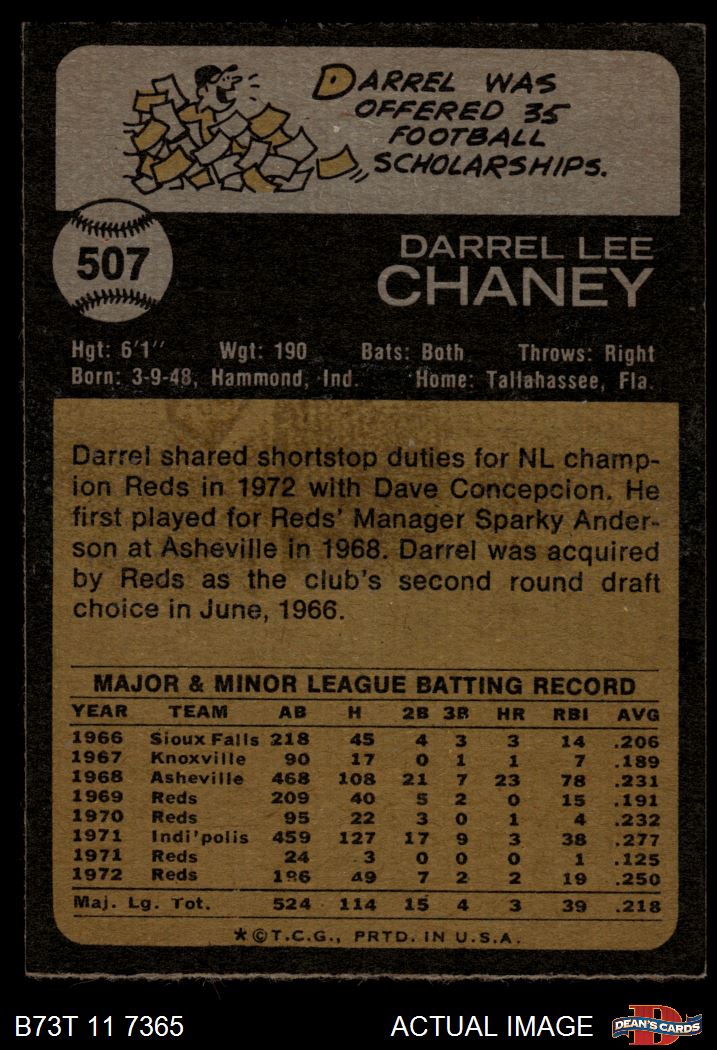 DARREL WAS
OFFERED 35
FOOTBALL
SCHOLARSHIPS.
507
DARREL LEE
CHANEY
Hgt: 6'1" Wgt: 190 Bats: Both Throws: Right
Born: 3-9-48, Hammond, Ind. Home: Tallahassee, Fla.
Darrel shared shortstop duties for NL champ-
ion Reds in 1972 with Dave Concepcion. He
first played for Reds' Manager Sparky Ander-
son at Asheville in 1968. Darrel was acquired
by Reds as the club's second round draft
choice in June, 1966.
MAJOR & MINOR LEAGUE BATTING RECORD
YEAR TEAM AB H 2B 3B HR RBI AVG
1966 Sioux Falls 218 45 4 3 3 14 .206
1967 Knoxville 90 17 0 1 1 7 .189
1968 Asheville 468 108 21 7 23 78 .231
1969 Reds 209 40 5 2 0 15 .191
1970 Reds 95 22 3 0 1 4 .232
1971 Indi'polis 459 127 17 9 3 38 .277
1971 Reds 24 3 0 0 0 1 .125
1972 Reds 196 49 7 2 2 19 .250
Maj. Lg. Tot. 524 114 15 4 3 39 .218
*©T.C.G., PRTD. IN U.S.A.
B73T 11 7365 ACTUAL IMAGE DEAN'S CARDS